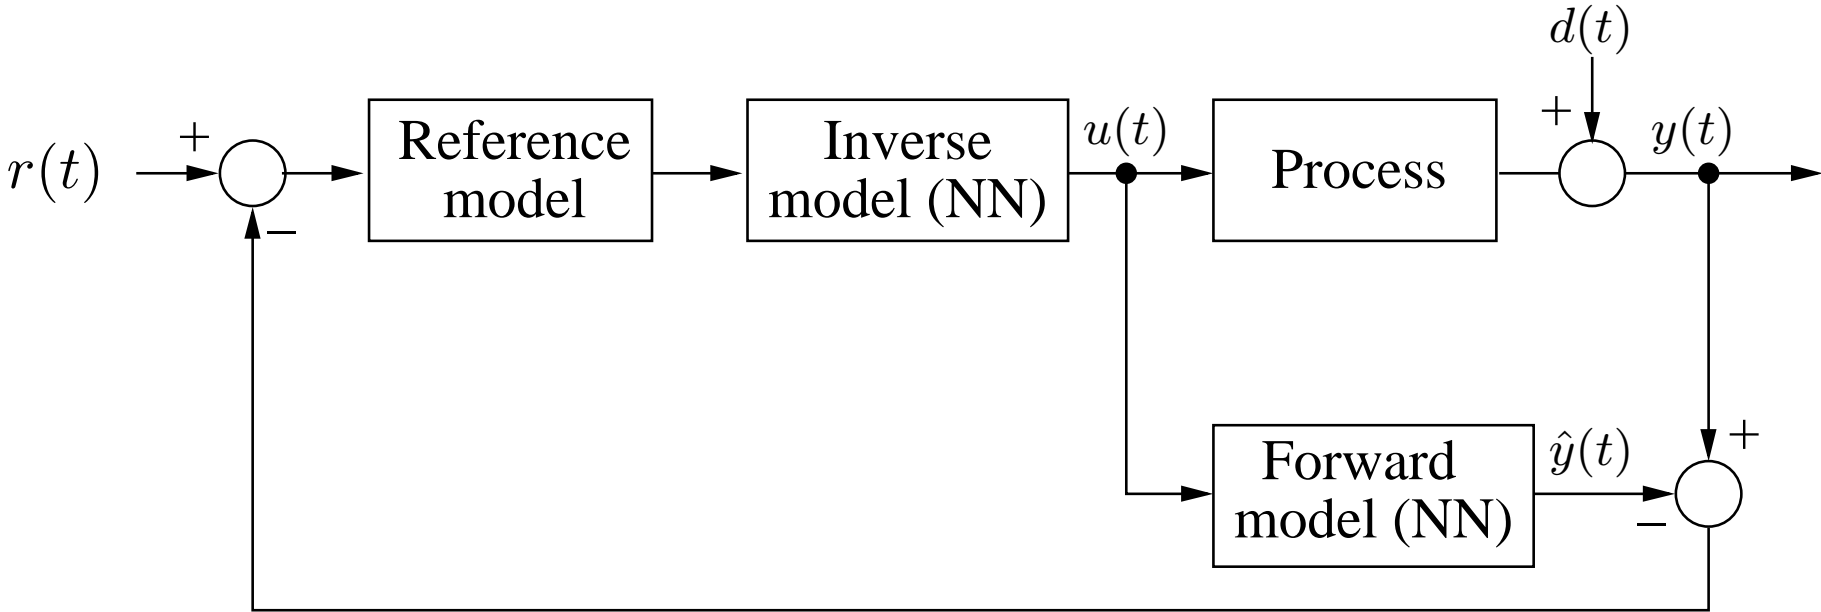 d(t)
+
r(t)
Reference
model
Inverse
model (NN)
u(t)
Process
+
y(t)
−
+
Forward
model (NN)
ŷ(t)
−